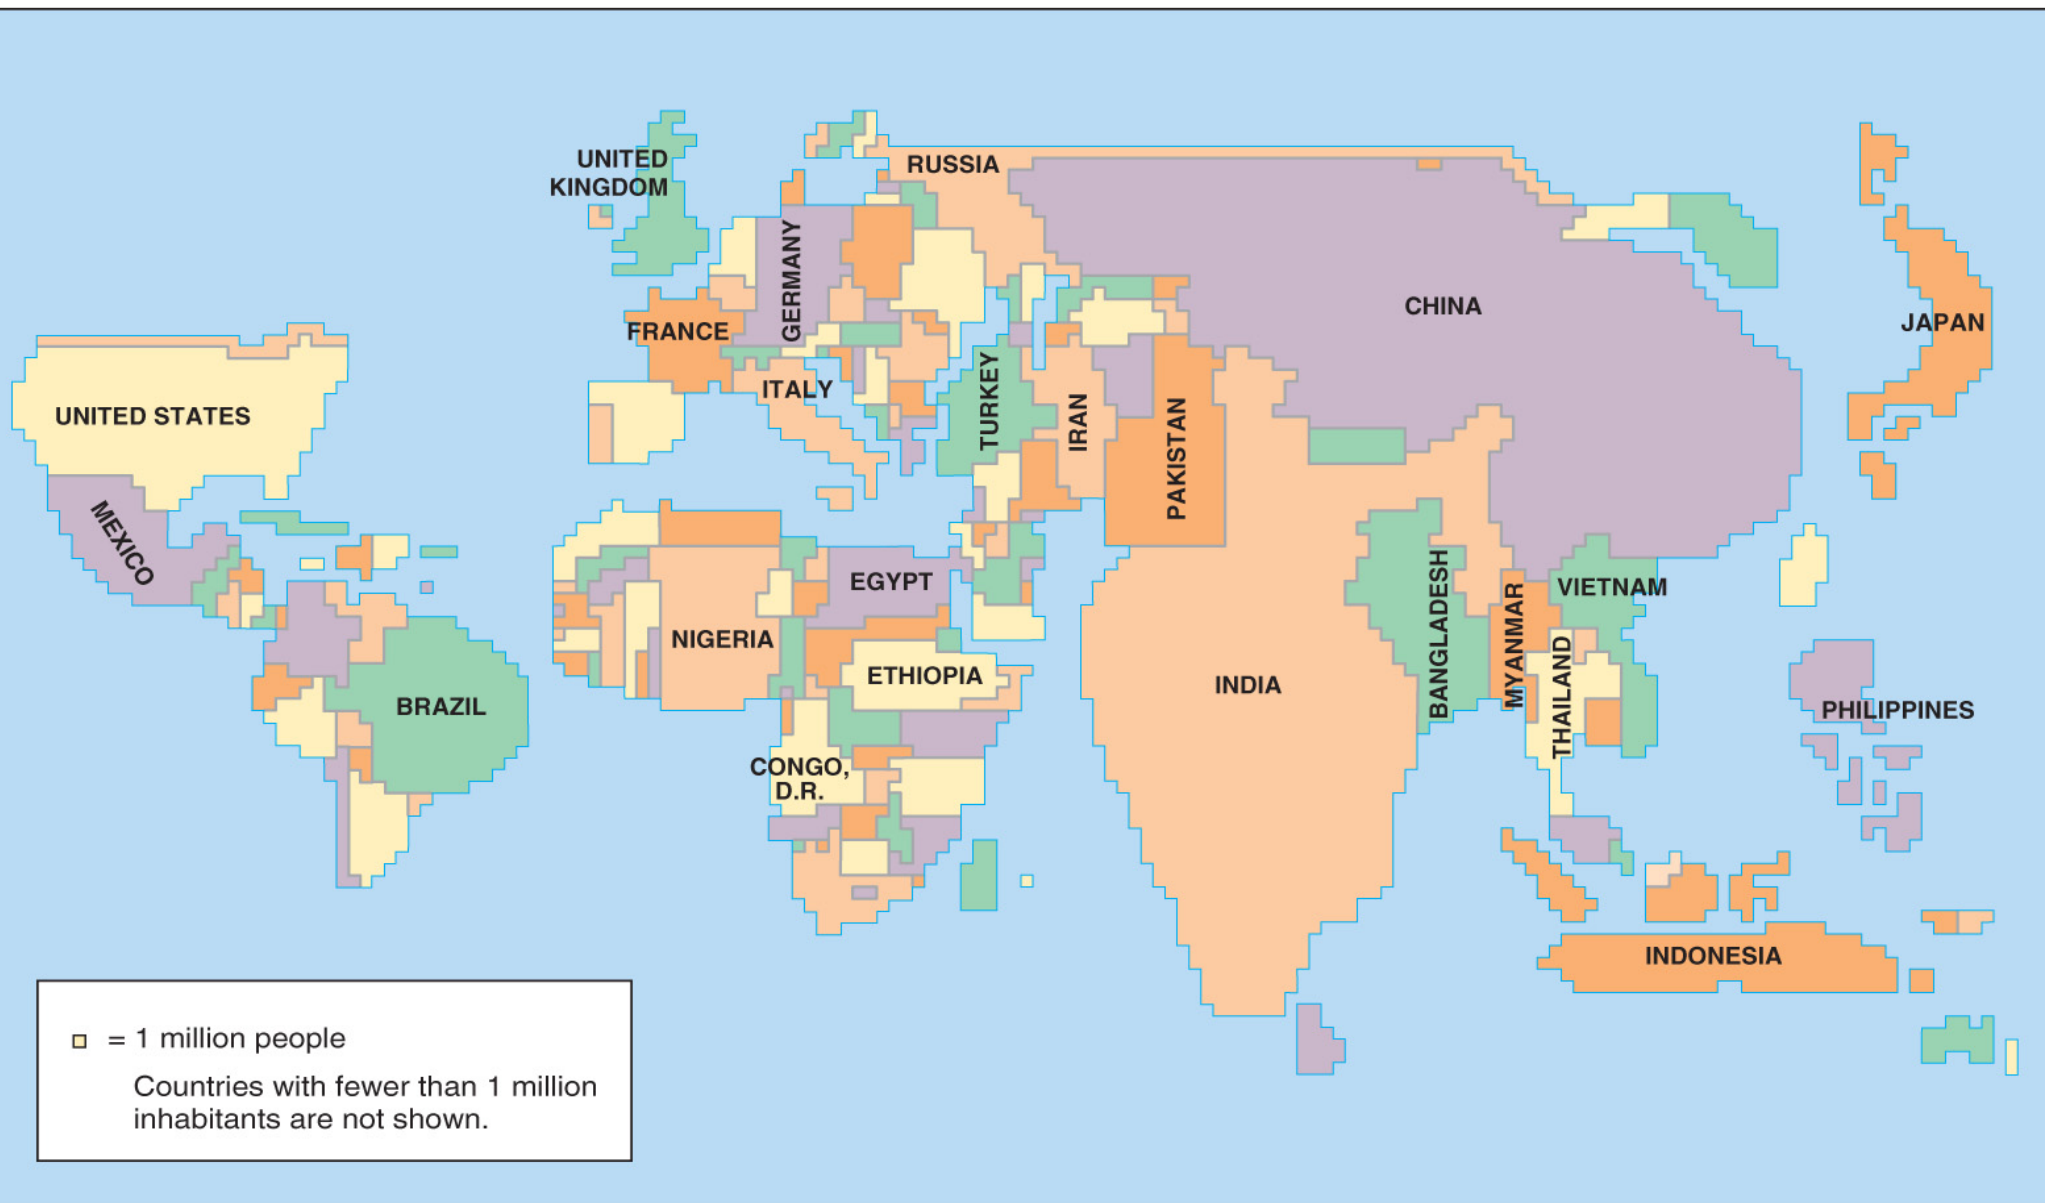 UNITED
KINGDOM
RUSSIA
GERMANY
CHINA
FRANCE
JAPAN
ITALY
TURKEY
UNITED STATES
IRAN
PAKISTAN
MEXICO
EGYPT
BANGLADESH
VIETNAM
NIGERIA
MYANMAR
ETHIOPIA
INDIA
THAILAND
BRAZIL
PHILIPPINES
CONGO,
D.R.
INDONESIA
= 1 million people
Countries with fewer than 1 million
inhabitants are not shown.